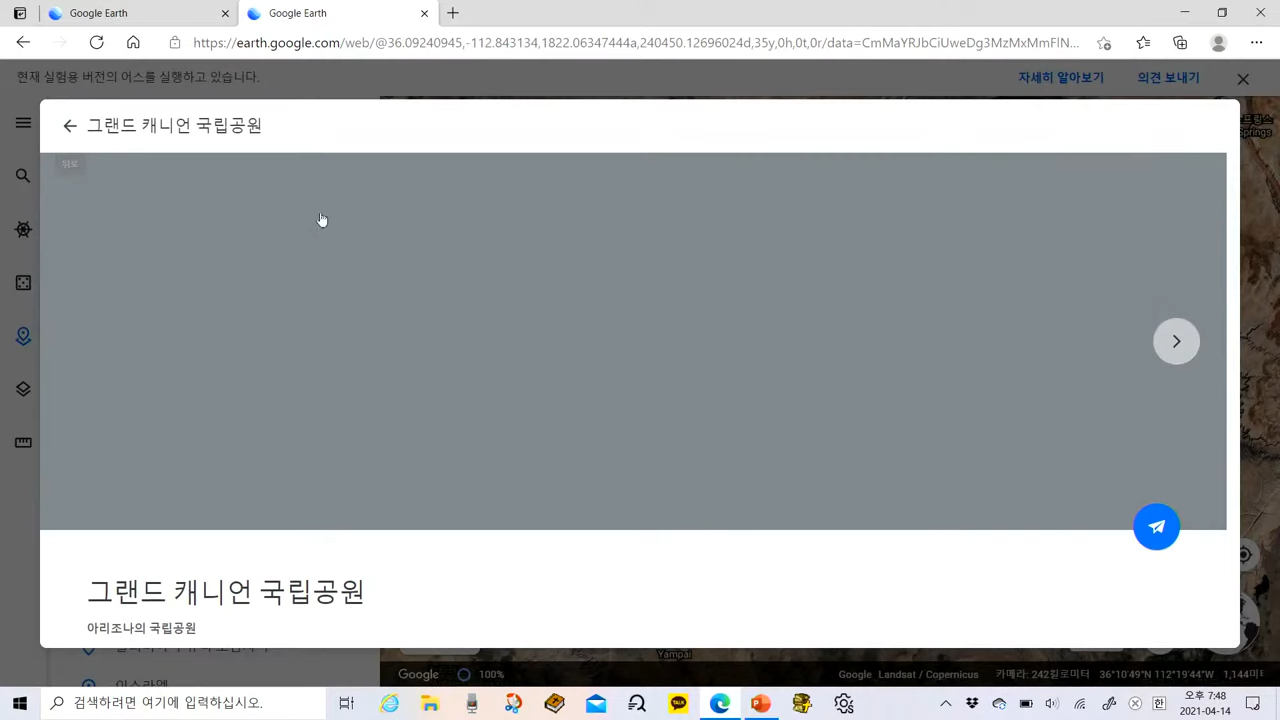 Google Earth
Google Earth
https://earth.google.com/web/@36.09240945,-112.843134,1822.06347444a,240450.12696024d,35y,0h,0t,0r/data=CmMaYRJbCiUweDg3MzMxMmFlN...
현재 실험용 버전의 어스를 실행하고 있습니다.
자세히 알아보기
의견 보내기
그랜드 캐니언 국립공원
뒤로
Springs
그랜드 캐니언 국립공원
아리조나의 국립공원
Yampai
Google
100%
Google Landsat / Copernicus
카메라: 242킬로미터
36°10'49"N 112°19'44"W
1,144미터
검색하려면 여기에 입력하십시오.
TALK
한
오후 7:48
2021-04-14